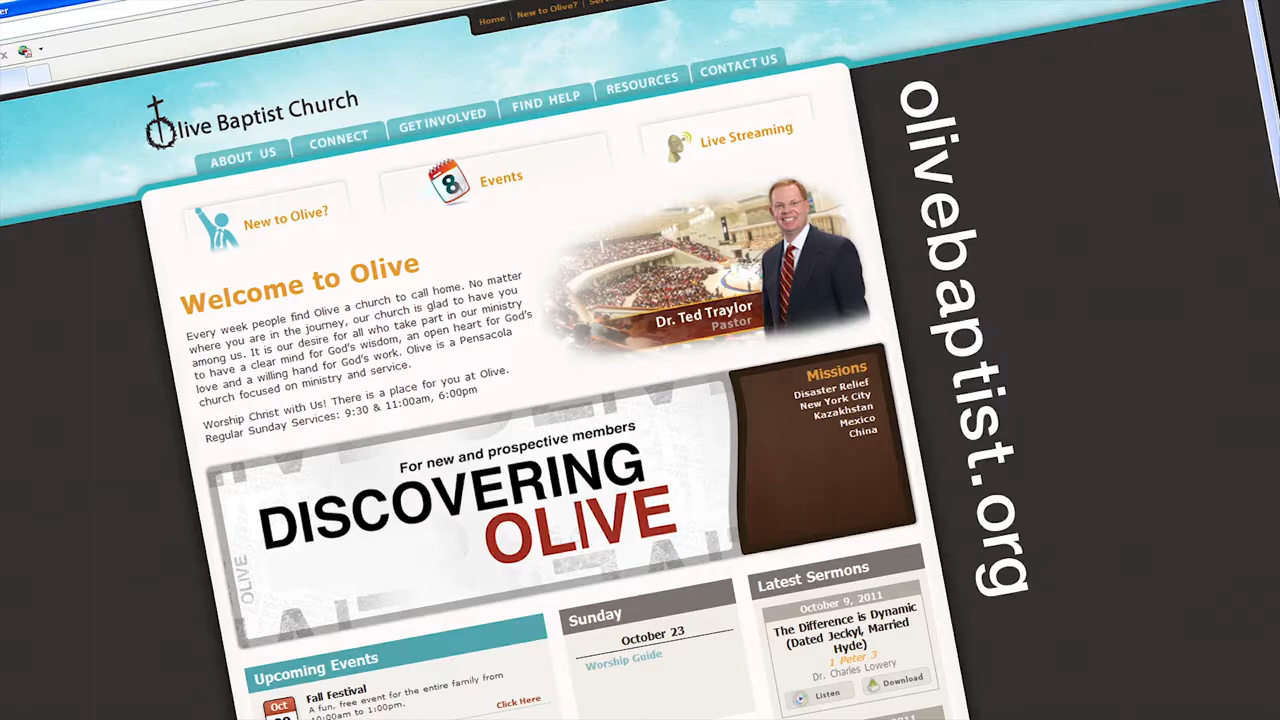 Home | New to Olive?
Olive Baptist Church
ABOUT US
CONNECT
GET INVOLVED
FIND HELP
RESOURCES
CONTACT US
New to Olive?
8
Events
Live Streaming
Welcome to Olive
Every week people find Olive a church to call home. No matter
where you are in the journey, our church is glad to have you
among us. It is our desire for all who take part in our ministry
to have a clear mind for God's wisdom, an open heart for God's
love and a willing hand for God's work. Olive is a Pensacola
church focused on ministry and service.
Worship Christ with Us! There is a place for you at Olive.
Regular Sunday Services: 9:30 & 11:00am, 6:00pm
Dr. Ted Traylor
Pastor
Missions
Disaster Relief
New York City
Kazakhstan
Mexico
China
For new and prospective members
DISCOVERING
OLIVE
OLIVE
Upcoming Events
Oct
Fall Festival
A fun, free event for the entire family from
10:00am to 1:00pm.
Click Here
Sunday
October 23
Worship Guide
Latest Sermons
October 9, 2011
The Difference is Dynamic
(Dated Jeckyl, Married
Hyde)
1 Peter 3
Dr. Charles Lowery
Listen
Download
2011
olivebaptist.org